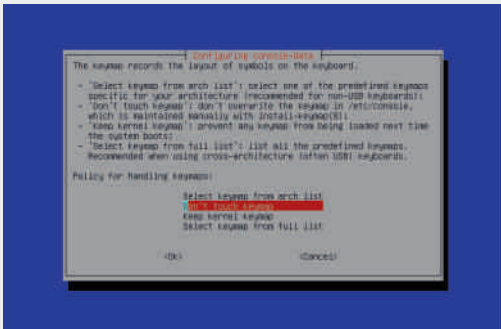 Configuring console-data
The keymap records the layout of symbols on the keyboard.
- 'Select keymap from arch list': select one of the predefined keymaps
specific for your architecture (recommended for non-USB keyboards);
- 'Don't touch keymap': don't overwrite the keymap in /etc/console,
which is maintained manually with install-keymap(8);
- 'Keep kernel keymap': prevent any keymap from being loaded next time
the system boots;
- 'Select keymap from full list': list all the predefined keymaps.
Recommended when using cross-architecture (often USB) keyboards.
Policy for handling keymaps:
Select keymap from arch list
Don't touch keymap
Keep kernel keymap
Select keymap from full list
<Ok>
<Cancel>